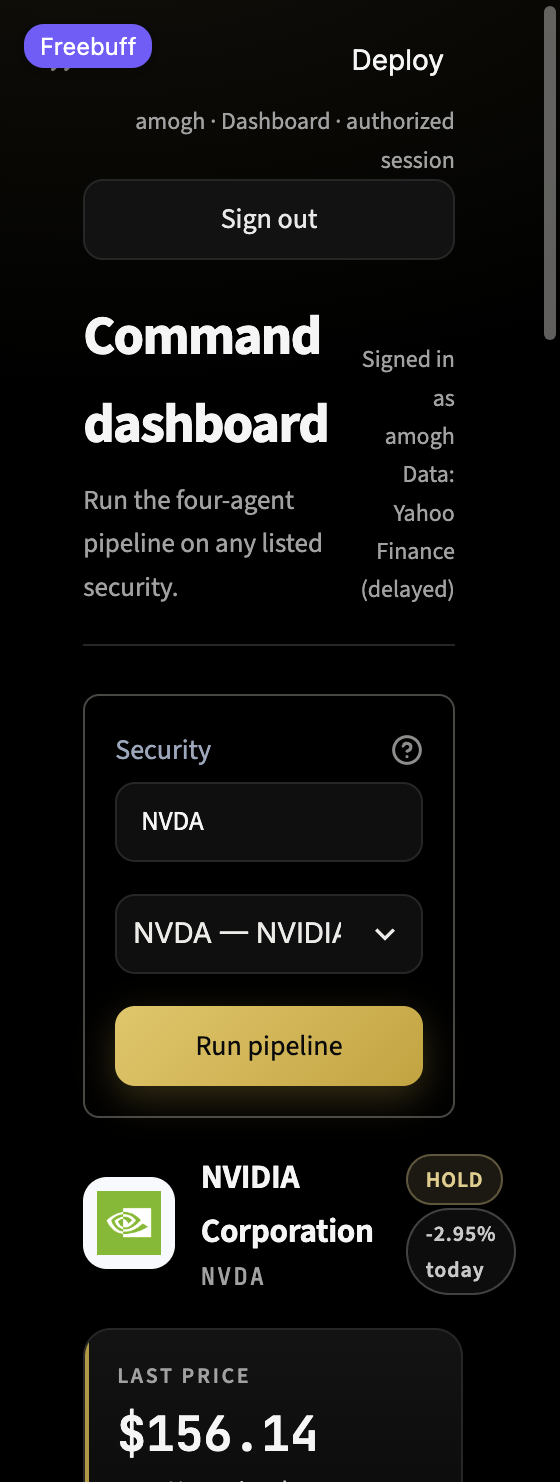 Freebuff
Deploy
amogh · Dashboard · authorized
session
Sign out
Command
dashboard
Run the four-agent
pipeline on any listed
security.
Signed in
as
amogh
Data:
Yahoo
Finance
(delayed)
Security
NVDA
NVDA — NVIDIA
Run pipeline
NVIDIA
Corporation
NVDA
HOLD
-2.95%
today
LAST PRICE
$156.14